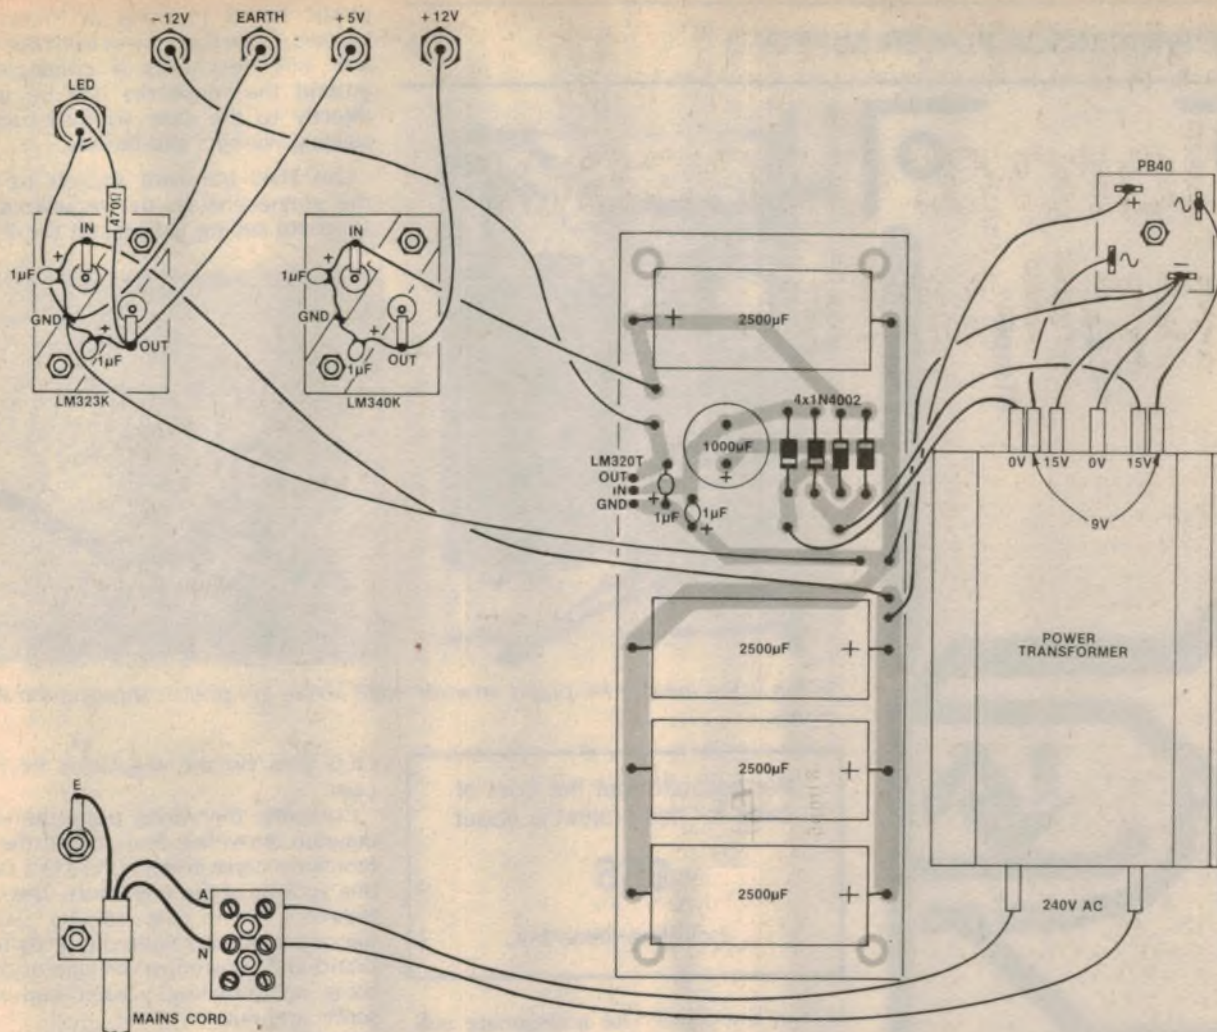 −12V
EARTH
+5V
+12V
LED
470Ω
IN
+
1µF
GND
+
1µF
OUT
LM323K
IN
+
1µF
GND
+
1µF
OUT
LM340K
PB40
+
∿
∿
−
+
2500µF
4x1N4002
1000uF
+
LM320T
OUT
IN
GND
+
1µF
1µF
+
0V
15V
0V
15V
9V
2500µF
+
POWER
TRANSFORMER
2500µF
+
2500µF
+
240V AC
E
A
N
MAINS CORD